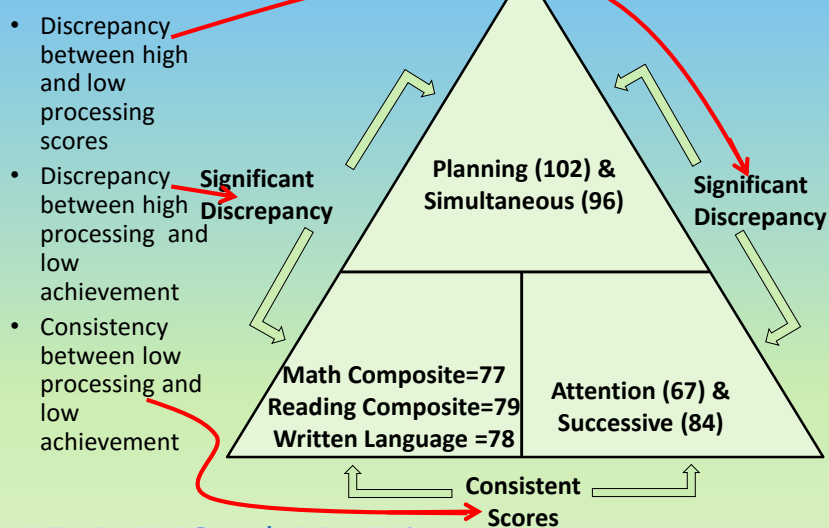 • Discrepancy
between high
and low
processing
scores
• Discrepancy
between high
processing and
low
achievement
• Consistency
between low
processing and
low
achievement
Significant
Discrepancy
Planning (102) &
Simultaneous (96)
Significant
Discrepancy
Math Composite=77
Reading Composite=79
Written Language =78
Attention (67) &
Successive (84)
Consistent
Scores